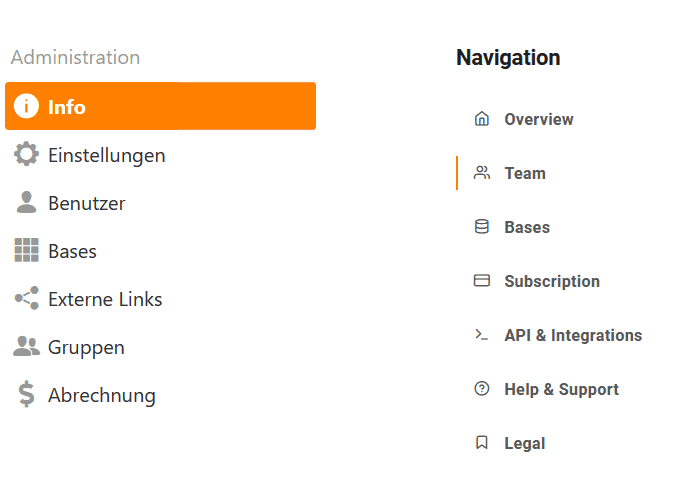 Administration
Info
Einstellungen
Benutzer
Bases
Externe Links
Gruppen
Abrechnung
Navigation
Overview
Team
Bases
Subscription
API & Integrations
Help & Support
Legal